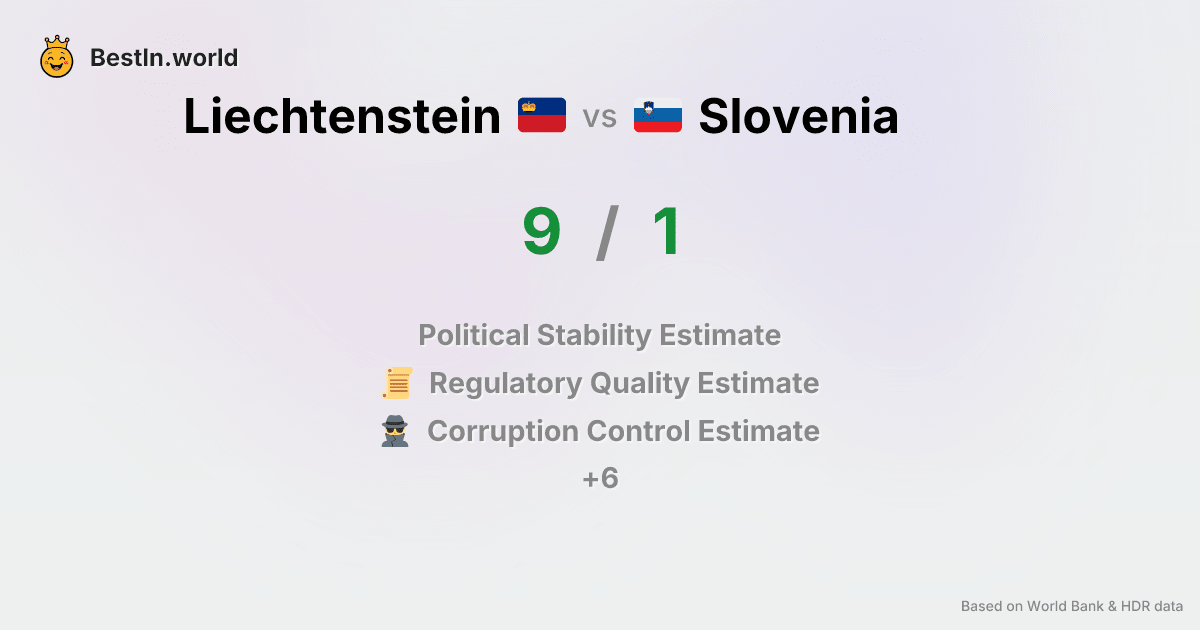 BestIn.world
Liechtenstein vs Slovenia
9 / 1
Political Stability Estimate
Regulatory Quality Estimate
Corruption Control Estimate
+6
Based on World Bank & HDR data